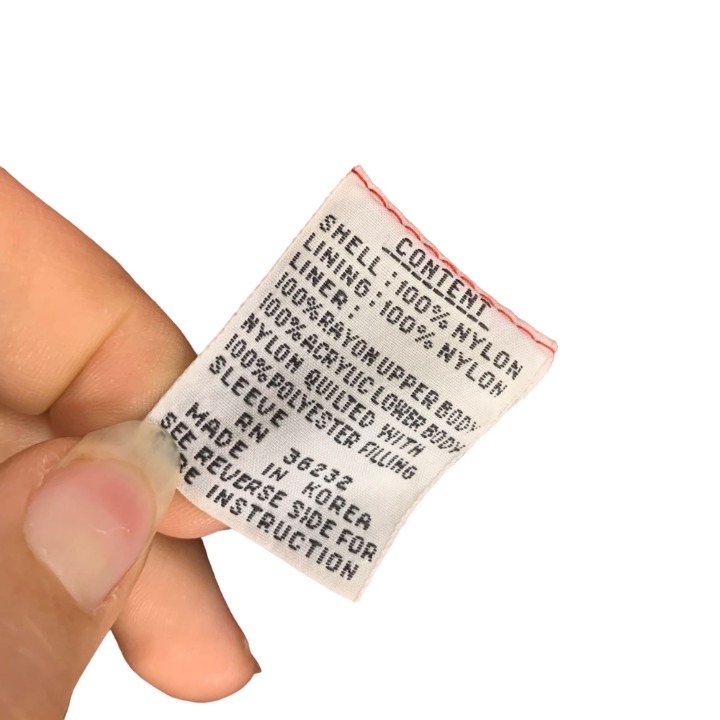 CONTENT
SHELL : 100% NYLON
LINING : 100% NYLON
LINER :
100% RAYON UPPER BODY
100% ACRYLIC LOWER BODY
NYLON QUILTED WITH
100% POLYESTER FILLING
SLEEVE
RN 36232
MADE IN KOREA
SEE REVERSE SIDE FOR
INSTRUCTION